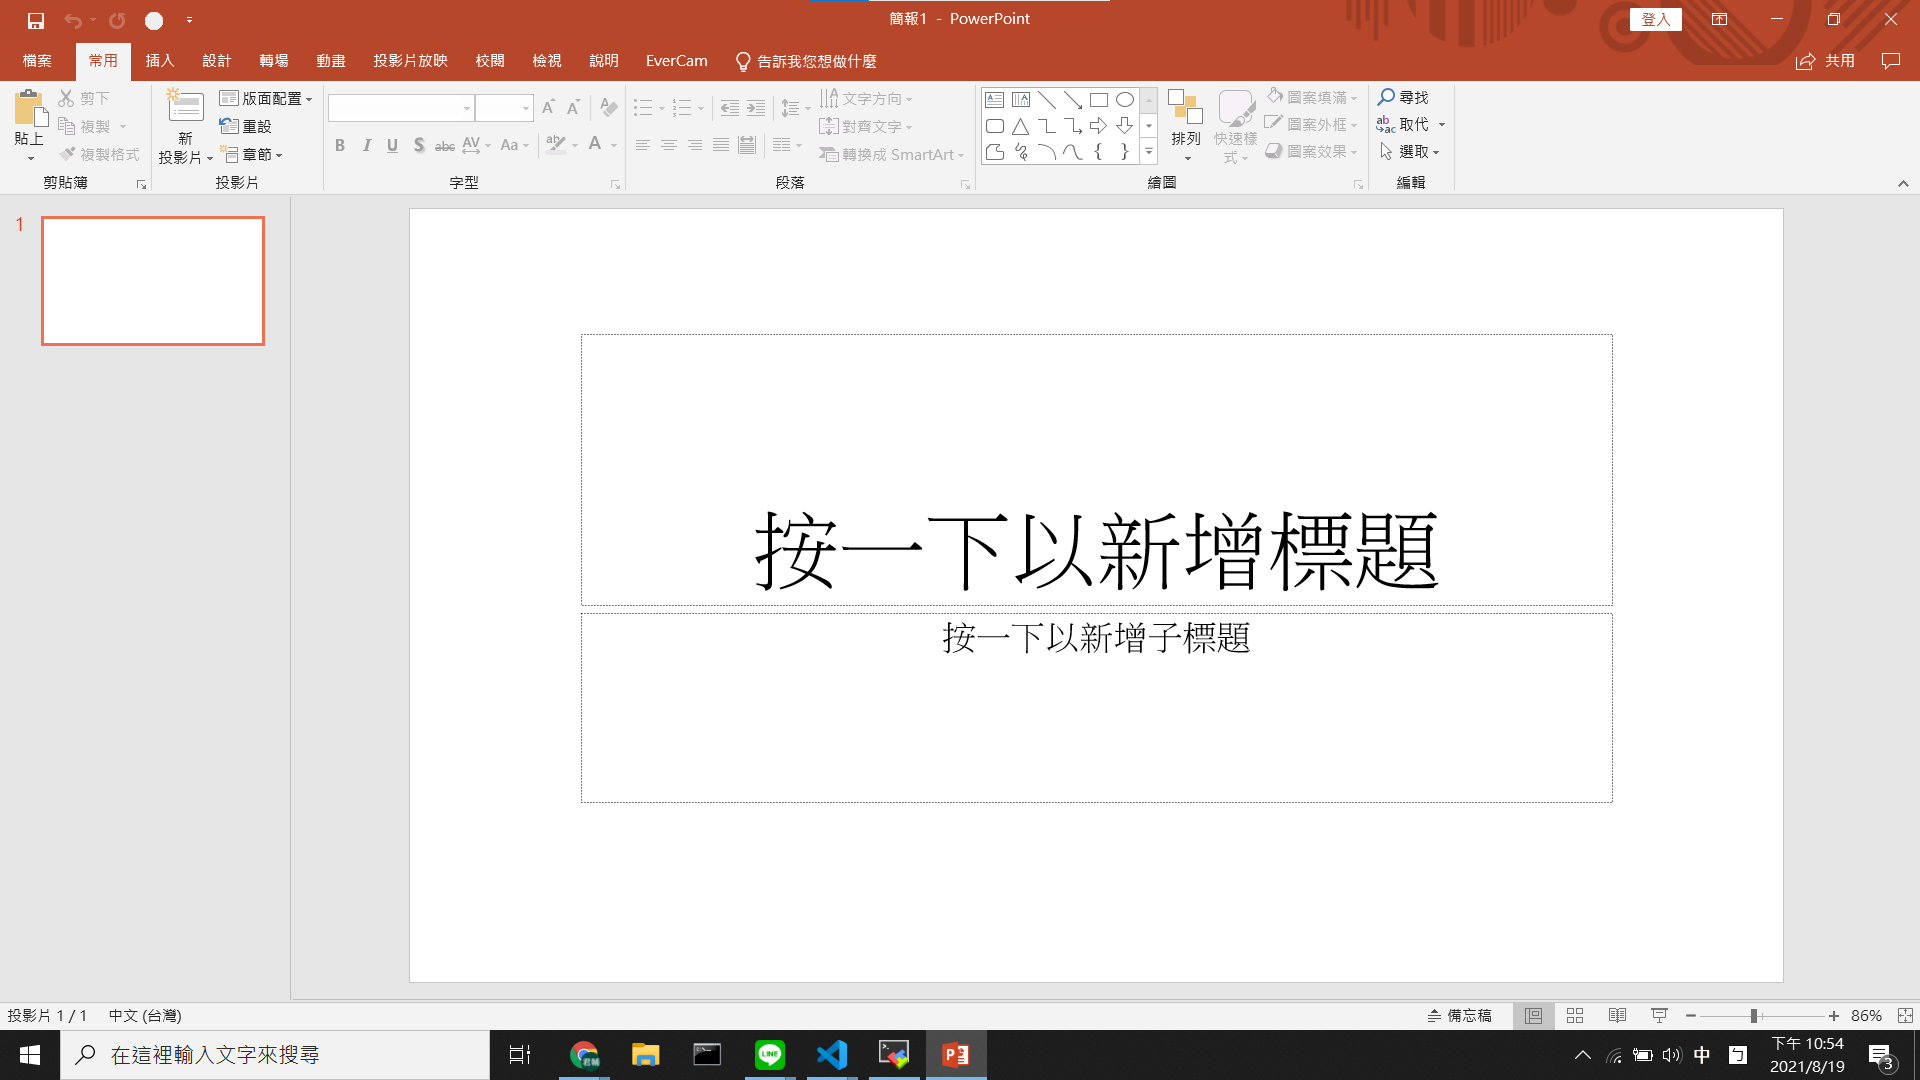 簡報1 - PowerPoint
登入
檔案 常用 插入 設計 轉場 動畫 投影片放映 校閱 檢視 說明 EverCam 告訴我您想做什麼 共用
貼上
剪下
複製
複製格式
剪貼簿
新
投影片
版面配置
重設
章節
投影片
B I U S abc AV Aa A
字型
文字方向
對齊文字
轉換成 SmartArt
段落
排列
快速樣
式
圖案填滿
圖案外框
圖案效果
繪圖
尋找
取代
選取
編輯
1
按一下以新增標題
按一下以新增子標題
投影片 1 / 1 中文 (台灣)
備忘稿
86%
在這裡輸入文字來搜尋
君輔
LINE
中
下午 10:54
2021/8/19
3